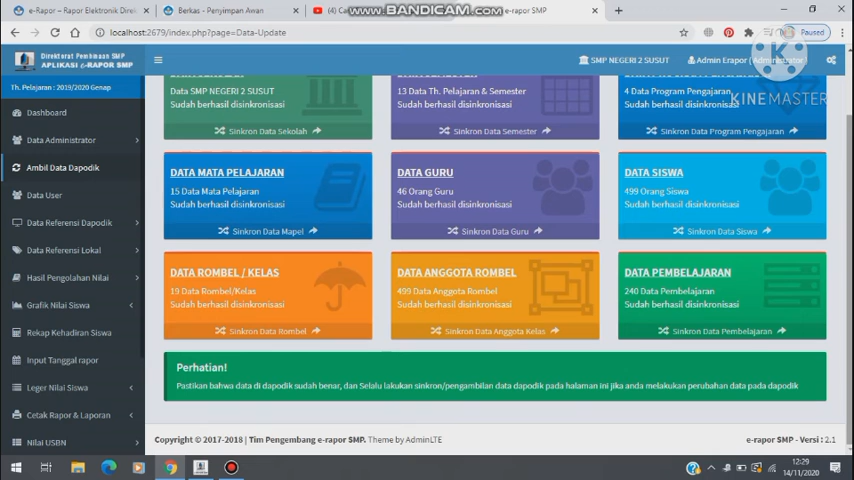 e-Rapor – Rapor Elektronik Direk
Berkas - Penyimpan Awan
WWW.BANDICAM.COM
e-rapor SMP
localhost:2679/index.php?page=Data-Update
Paused
Direktorat Pembinaan SMP
APLIKASI e-RAPOR SMP
SMP NEGERI 2 SUSUT
Admin Erapor ( Administrator )
KINEMASTER
Th. Pelajaran : 2019/2020 Genap
Dashboard
Data Administrator
Ambil Data Dapodik
Data User
Data Referensi Dapodik
Data Referensi Lokal
Hasil Pengolahan Nilai
Grafik Nilai Siswa
Rekap Kehadiran Siswa
Input Tanggal rapor
Leger Nilai Siswa
Cetak Rapor & Laporan
Nilai USBN
Data SMP NEGERI 2 SUSUT
Sudah berhasil disinkronisasi
Sinkron Data Sekolah
13 Data Th. Pelajaran & Semester
Sudah berhasil disinkronisasi
Sinkron Data Semester
4 Data Program Pengajaran
Sudah berhasil disinkronisasi
Sinkron Data Program Pengajaran
DATA MATA PELAJARAN
15 Data Mata Pelajaran
Sudah berhasil disinkronisasi
Sinkron Data Mapel
DATA GURU
46 Orang Guru
Sudah berhasil disinkronisasi
Sinkron Data Guru
DATA SISWA
499 Orang Siswa
Sudah berhasil disinkronisasi
Sinkron Data Siswa
DATA ROMBEL / KELAS
19 Data Rombel/Kelas
Sudah berhasil disinkronisasi
Sinkron Data Rombel
DATA ANGGOTA ROMBEL
499 Data Anggota Rombel
Sudah berhasil disinkronisasi
Sinkron Data Anggota Kelas
DATA PEMBELAJARAN
240 Data Pembelajaran
Sudah berhasil disinkronisasi
Sinkron Data Pembelajaran
Perhatian!
Pastikan bahwa data di dapodik sudah benar, dan Selalu lakukan sinkron/pengambilan data dapodik pada halaman ini jika anda melakukan perubahan data pada dapodik
Copyright © 2017-2018 | Tim Pengembang e-rapor SMP. Theme by AdminLTE
e-rapor SMP - Versi : 2.1
12:29
14/11/2020